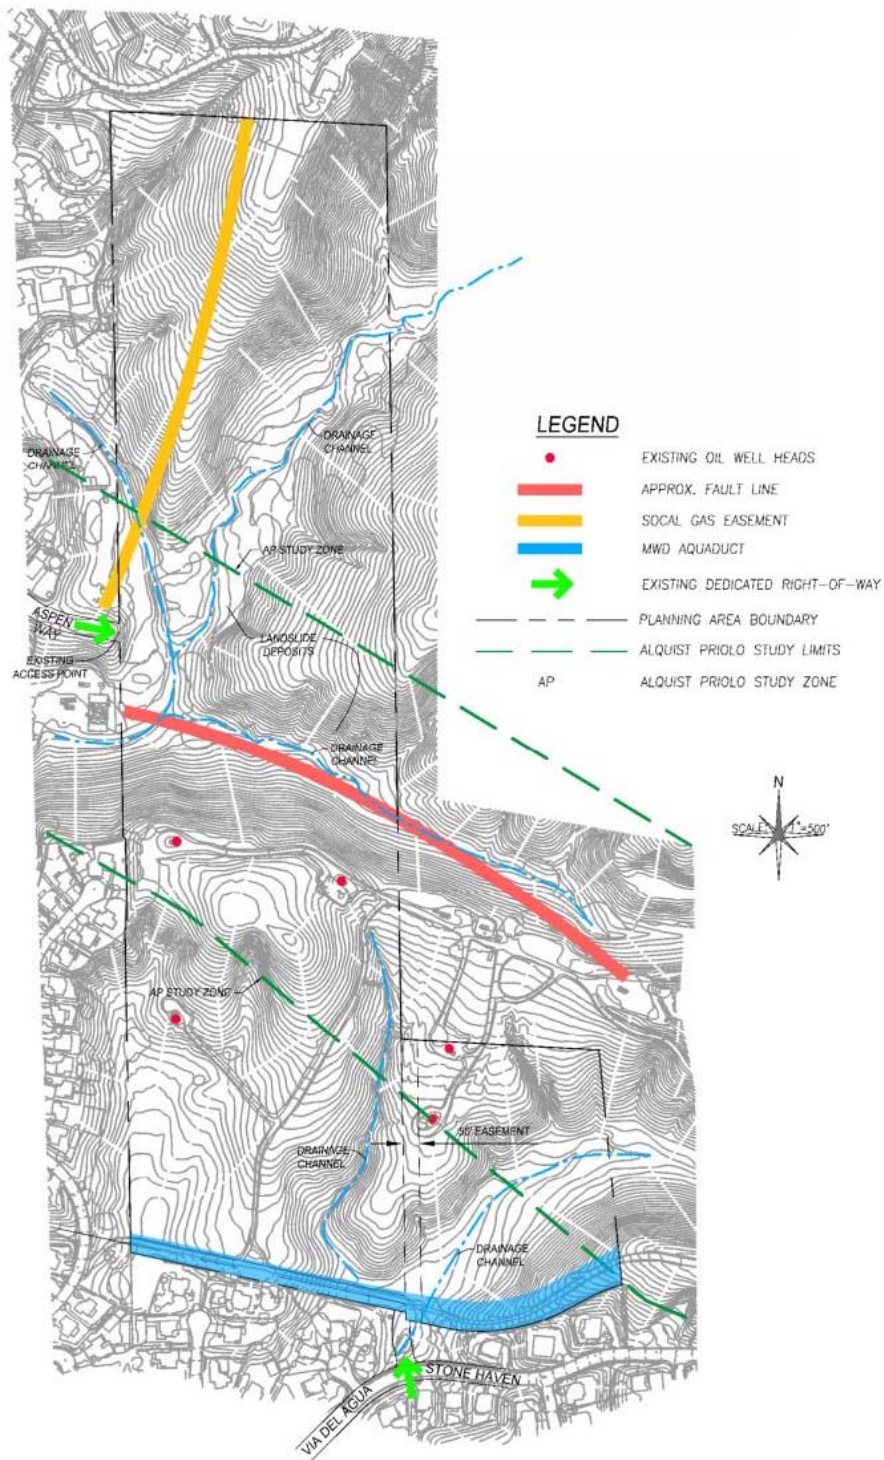 DRAINAGE
CHANNEL
DRAINAGE
CHANNEL
LEGEND
EXISTING OIL WELL HEADS
APPROX. FAULT LINE
SOCAL GAS EASEMENT
MWD AQUADUCT
EXISTING DEDICATED RIGHT-OF-WAY
PLANNING AREA BOUNDARY
ALQUIST PRIOLO STUDY LIMITS
AP
ALQUIST PRIOLO STUDY ZONE
AP STUDY ZONE
ASPEN
WAY
LANDSLIDE
DEPOSITS
EXISTING
ACCESS POINT
DRAINAGE
CHANNEL
N
SCALE: 1"=500'
AP STUDY ZONE
50' EASEMENT
DRAINAGE
CHANNEL
DRAINAGE
CHANNEL
STONE HAVEN
VIA DEL AGUA